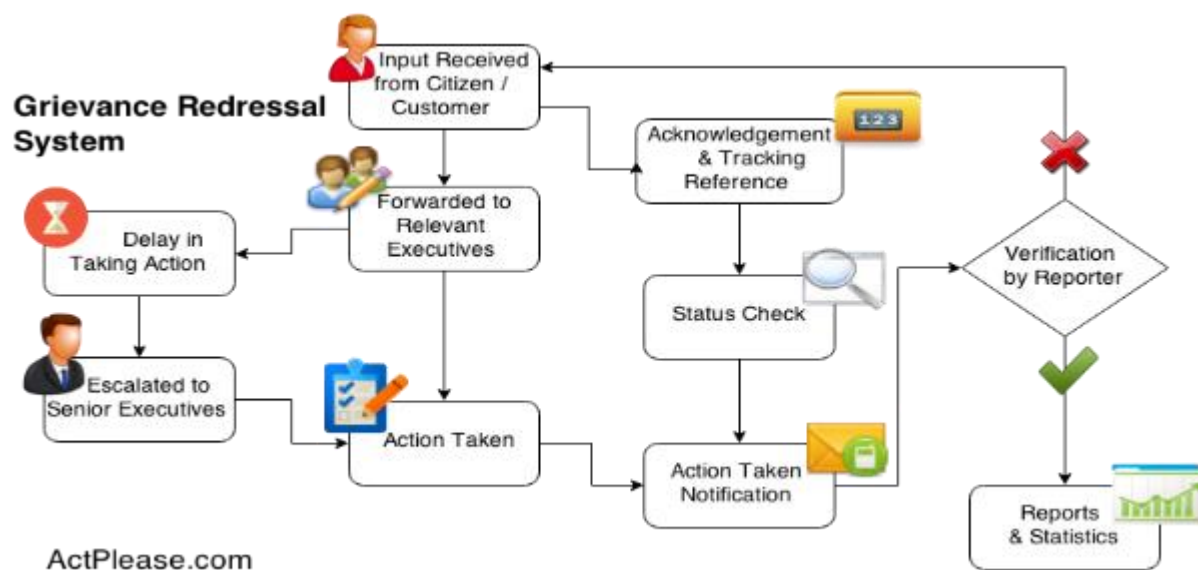 Grievance Redressal
System
Input Received
from Citizen /
Customer
Acknowledgement
& Tracking
Reference
123
Forwarded to
Relevant
Executives
Delay in
Taking Action
Verification
by Reporter
Status Check
Escalated to
Senior Executives
Action Taken
Action Taken
Notification
Reports
& Statistics
ActPlease.com